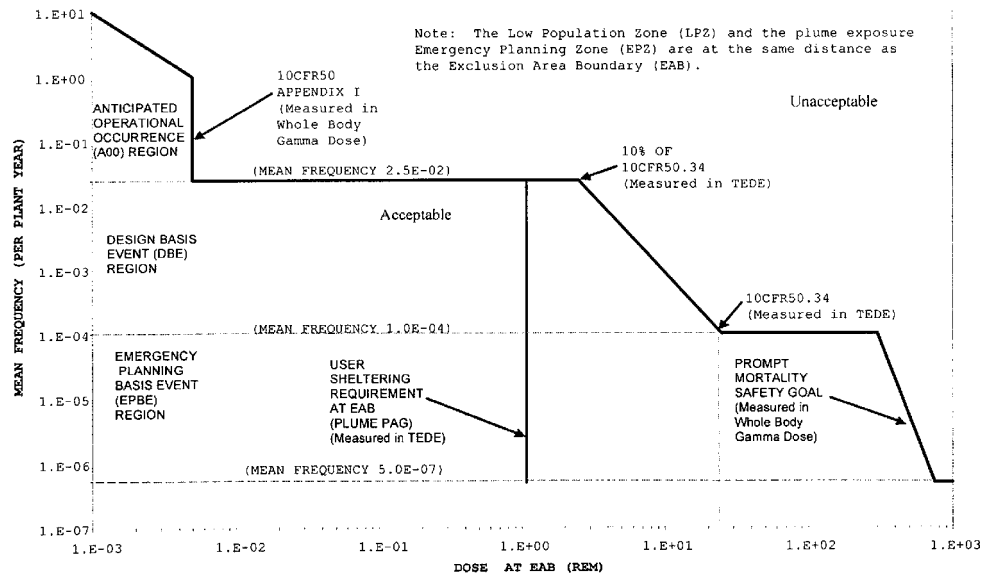 1.E+01
Note: The Low Population Zone (LPZ) and the plume exposure
Emergency Planning Zone (EPZ) are at the same distance as
the Exclusion Area Boundary (EAB).
1.E+00
10CFR50
APPENDIX I
(Measured in
Whole Body
Gamma Dose)
Unacceptable
ANTICIPATED
OPERATIONAL
OCCURRENCE
(A00) REGION
1.E-01
10% OF
10CFR50.34
(Measured in TEDE)
(MEAN FREQUENCY 2.5E-02)
1.E-02
Acceptable
DESIGN BASIS
EVENT (DBE)
REGION
1.E-03
10CFR50.34
(Measured in TEDE)
(MEAN FREQUENCY 1.0E-04)
1.E-04
EMERGENCY
PLANNING
BASIS EVENT
(EPBE)
REGION
USER
SHELTERING
REQUIREMENT
AT EAB
(PLUME PAG)
(Measured in TEDE)
PROMPT
MORTALITY
SAFETY GOAL
(Measured in
Whole Body
Gamma Dose)
1.E-05
1.E-06
(MEAN FREQUENCY 5.0E-07)
1.E-07
MEAN FREQUENCY (PER PLANT YEAR)
1.E-03 1.E-02 1.E-01 1.E+00 1.E+01 1.E+02 1.E+03
DOSE AT EAB (REM)